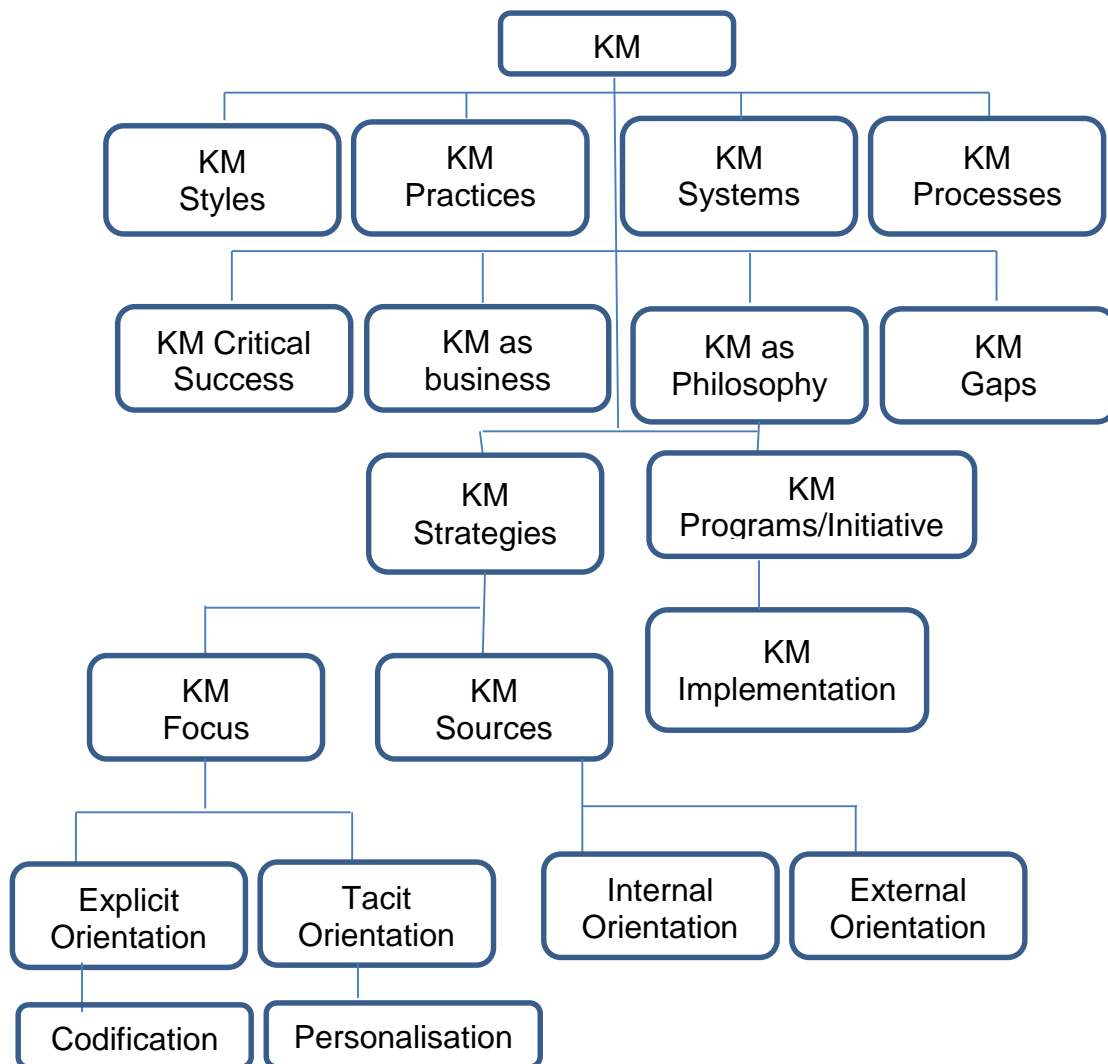 KM
KM
Styles
KM
Practices
KM
Systems
KM
Processes
KM Critical
Success
KM as
business
KM as
Philosophy
KM
Gaps
KM
Strategies
KM
Programs/Initiative
KM
Focus
KM
Sources
KM
Implementation
Explicit
Orientation
Tacit
Orientation
Internal
Orientation
External
Orientation
Codification
Personalisation